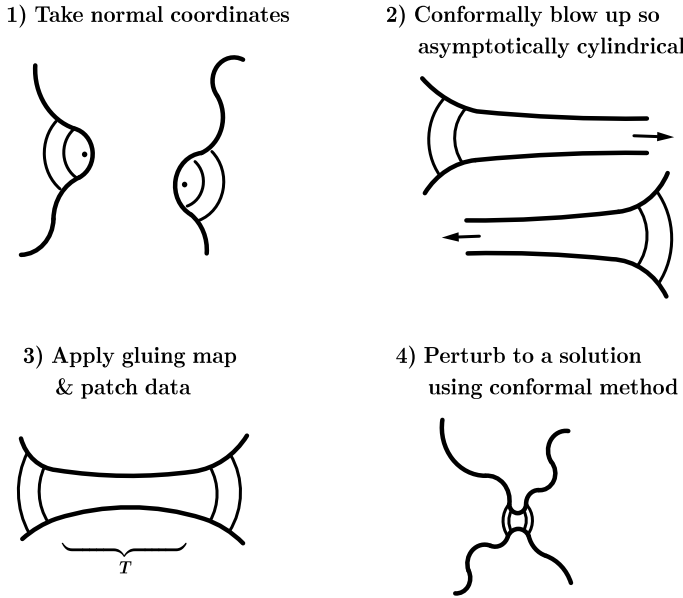 1) Take normal coordinates
2) Conformally blow up so
asymptotically cylindrical
3) Apply gluing map
& patch data
T
4) Perturb to a solution
using conformal method